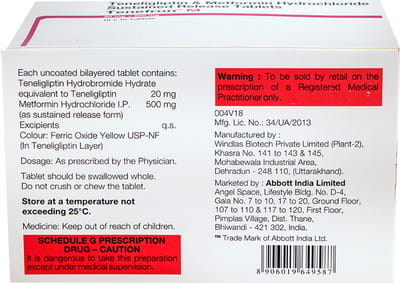 Teneligliptin & Metformin Hydrochloride
Sustained Release Tablets
Tenefron™ M
Each uncoated bilayered tablet contains:
Teneligliptin Hydrobromide Hydrate
equivalent to Teneligliptin 20 mg
Metformin Hydrochloride I.P. 500 mg
(as sustained release form)
Excipients q.s.
Colour: Ferric Oxide Yellow USP-NF
(In Teneligliptin Layer)
Dosage: As prescribed by the Physician.
Tablet should be swallowed whole.
Do not crush or chew the tablet.
Store at a temperature not
exceeding 25°C.
Medicine: Keep out of reach of children.
SCHEDULE G PRESCRIPTION
DRUG – CAUTION
It is dangerous to take this preparation
except under medical supervision.
Warning : To be sold by retail on the
prescription of a Registered Medical
Practitioner only.
004V18
Mfg. Lic. No.: 34/UA/2013
Manufactured by :
Windlas Biotech Private Limited (Plant-2),
Khasra No. 141 to 143 & 145,
Mohabewala Industrial Area,
Dehradun - 248 110, (Uttarakhand).
Marketed by : Abbott India Limited
Angel Space, Lifestyle Bldg. No. D-4,
Gala No. 7 to 10, 17 to 20, Ground Floor,
107 to 110 & 117 to 120, First Floor,
Pimplas Village, Dist. Thane,
Bhiwandi - 421 302, India.
™ Trade Mark of Abbott India Ltd.
8906019649587